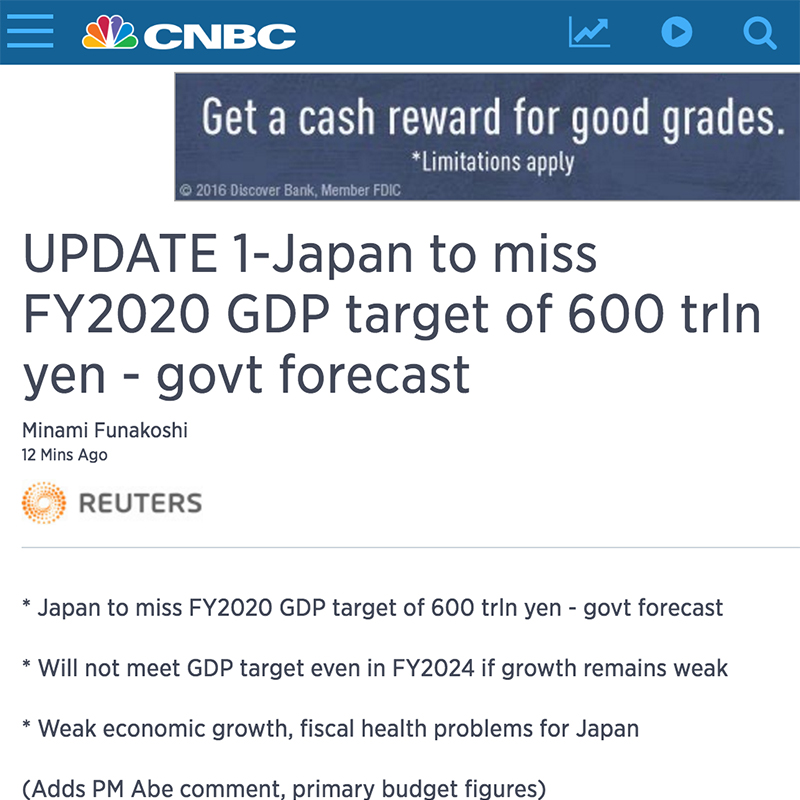 CNBC
Get a cash reward for good grades.
*Limitations apply
© 2016 Discover Bank, Member FDIC
UPDATE 1-Japan to miss
FY2020 GDP target of 600 trln
yen - govt forecast
Minami Funakoshi
12 Mins Ago
REUTERS
* Japan to miss FY2020 GDP target of 600 trln yen - govt forecast
* Will not meet GDP target even in FY2024 if growth remains weak
* Weak economic growth, fiscal health problems for Japan
(Adds PM Abe comment, primary budget figures)